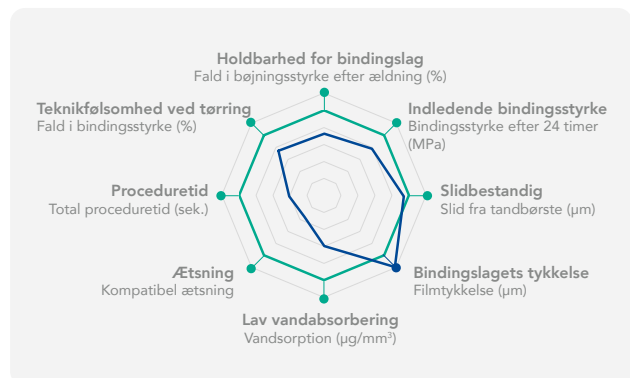 Holdbarhed for bindingslag
Fald i bøjningsstyrke efter ældning (%)
Teknikfølsomhed ved tørring
Fald i bindingsstyrke (%)
Indledende bindingsstyrke
Bindingsstyrke efter 24 timer
(MPa)
Proceduretid
Total proceduretid (sek.)
Slidbestandig
Slid fra tandbørste (µm)
Ætsning
Kompatibel ætsning
Bindingslagets tykkelse
Filmtykkelse (µm)
Lav vandabsorbering
Vandsorption (µg/mm³)